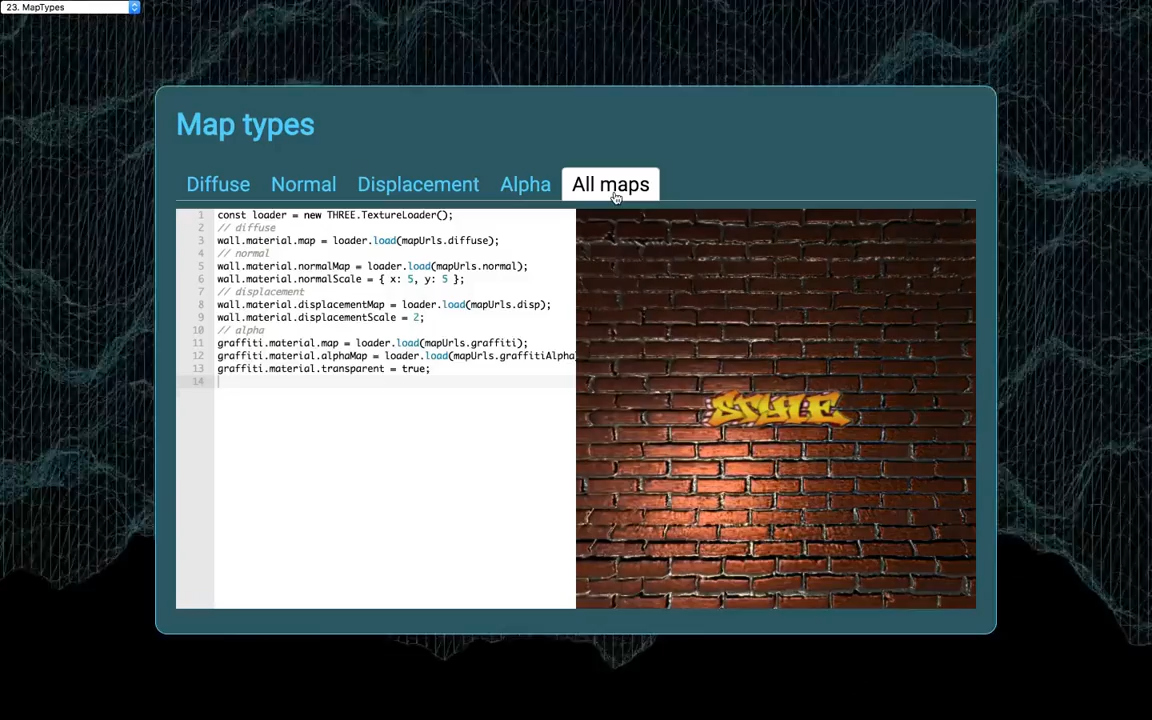 23. MapTypes
Map types
Diffuse Normal Displacement Alpha All maps
1 const loader = new THREE.TextureLoader();
2 // diffuse
3 wall.material.map = loader.load(mapUrls.diffuse);
4 // normal
5 wall.material.normalMap = loader.load(mapUrls.normal);
6 wall.material.normalScale = { x: 5, y: 5 };
7 // displacement
8 wall.material.displacementMap = loader.load(mapUrls.disp);
9 wall.material.displacementScale = 2;
10 // alpha
11 graffiti.material.map = loader.load(mapUrls.graffiti);
12 graffiti.material.alphaMap = loader.load(mapUrls.graffitiAlpha
13 graffiti.material.transparent = true;
14
STYLE